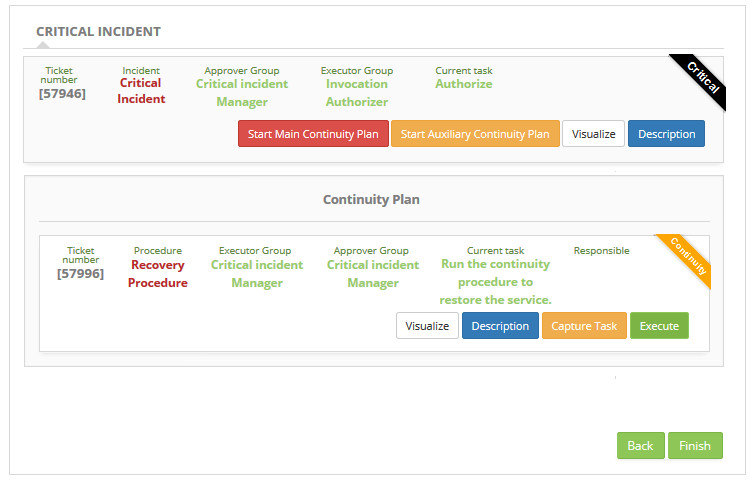 CRITICAL INCIDENT
Ticket number
[57946]
Incident
Critical
Incident
Approver Group
Critical incident
Manager
Executor Group
Invocation
Authorizer
Current task
Authorize
Critical
Start Main Continuity Plan
Start Auxiliary Continuity Plan
Visualize
Description
Continuity Plan
Ticket
number
[57996]
Procedure
Recovery
Procedure
Executor Group
Critical incident
Manager
Approver Group
Critical incident
Manager
Current task
Run the continuity
procedure to
restore the service.
Responsible
Continuity
Visualize
Description
Capture Task
Execute
Back
Finish